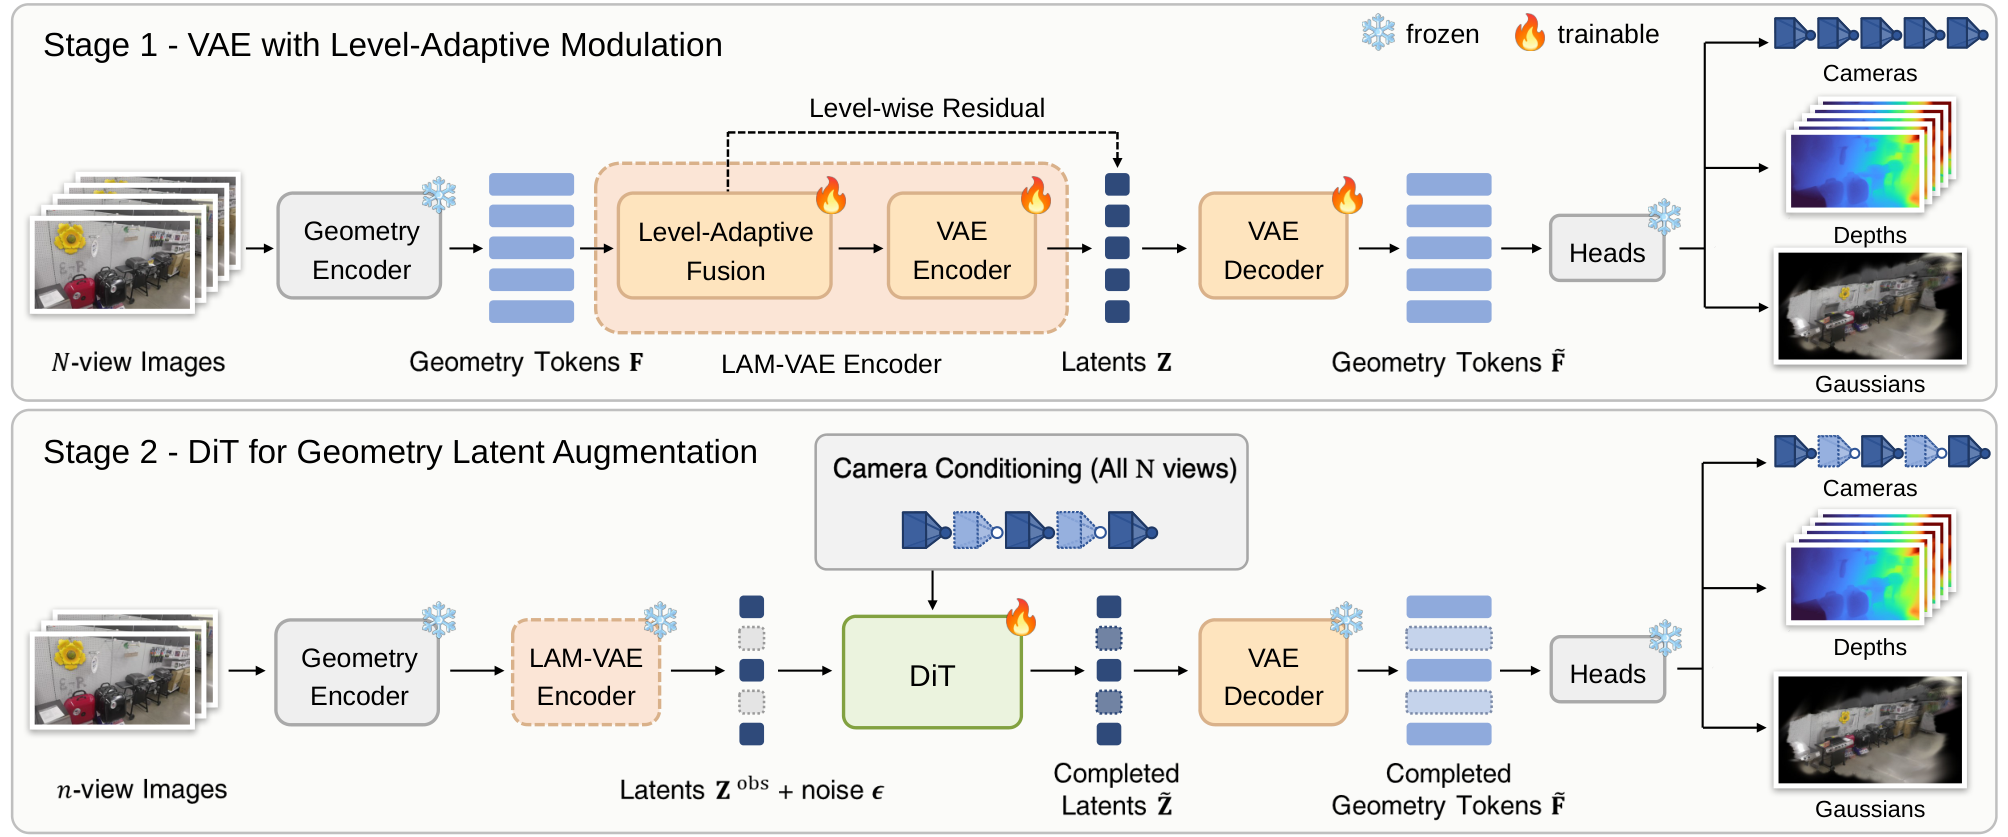 Stage 1 - VAE with Level-Adaptive Modulation
frozen
trainable
Cameras
Level-wise Residual
Geometry
Encoder
Level-Adaptive
Fusion
VAE
Encoder
VAE
Decoder
Heads
Depths
N-view Images
Geometry Tokens F
LAM-VAE Encoder
Latents Z
Geometry Tokens F̃
Gaussians
Stage 2 - DiT for Geometry Latent Augmentation
Camera Conditioning (All N views)
Cameras
Geometry
Encoder
LAM-VAE
Encoder
DiT
VAE
Decoder
Heads
Depths
n-view Images
Latents Z obs + noise ϵ
Completed
Latents Z̃
Completed
Geometry Tokens F̃
Gaussians